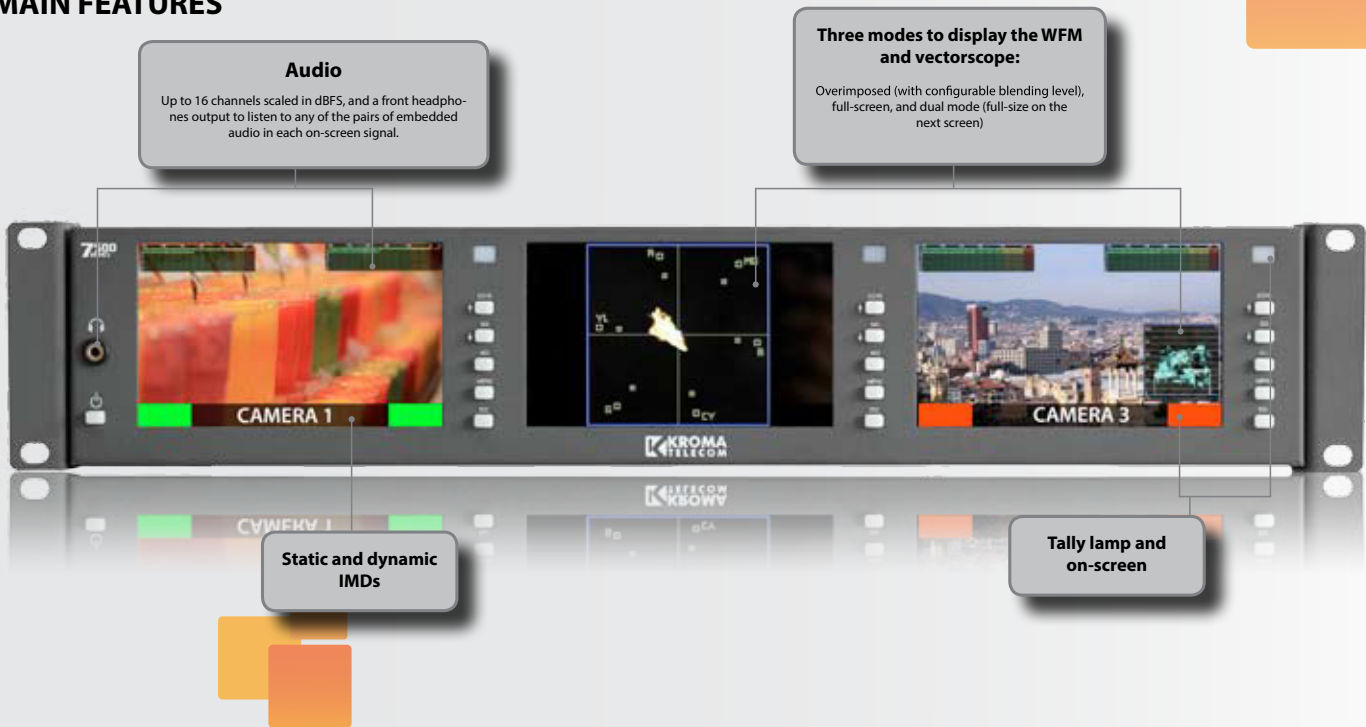 MAIN FEATURES
Audio
Up to 16 channels scaled in dBFS, and a front headpho-
nes output to listen to any of the pairs of embedded
audio in each on-screen signal.
Three modes to display the WFM
and vectorscope:
Overimposed (with configurable blending level),
full-screen, and dual mode (full-size on the
next screen)
CAMERA 1
R
MG
YL
B
G
CY
CAMERA 3
KROMA
TELECOM
Static and dynamic
IMDs
Tally lamp and
on-screen